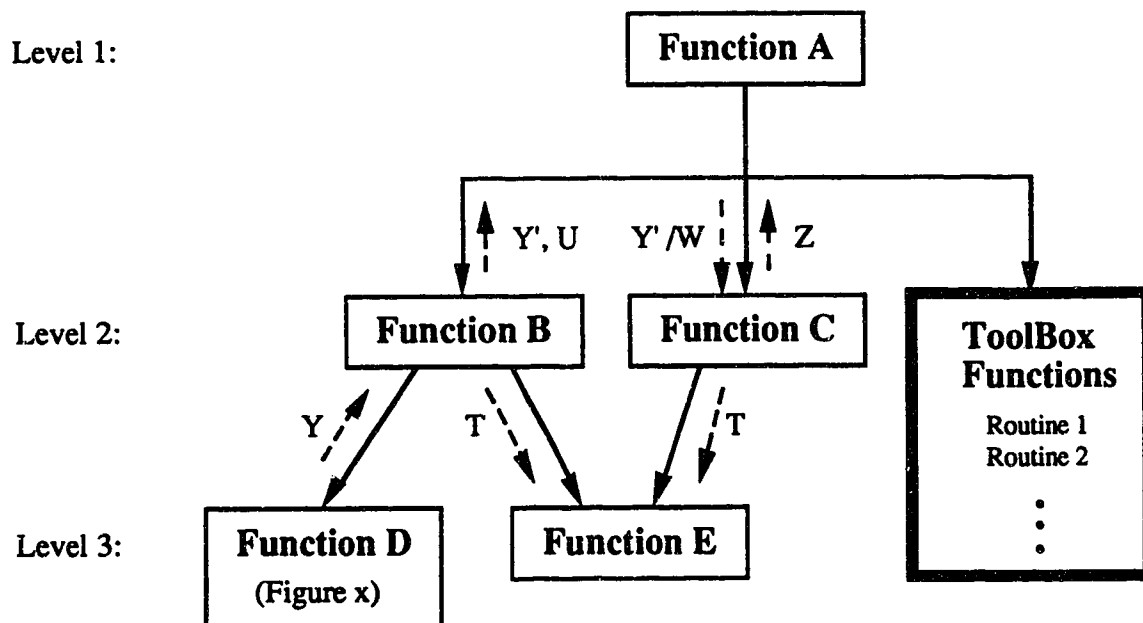 Level 1:
Function A
Y', U
Y' /W
Z
Level 2:
Function B
Function C
ToolBox
Functions
Routine 1
Routine 2
Y
T
T
Level 3:
Function D
(Figure x)
Function E